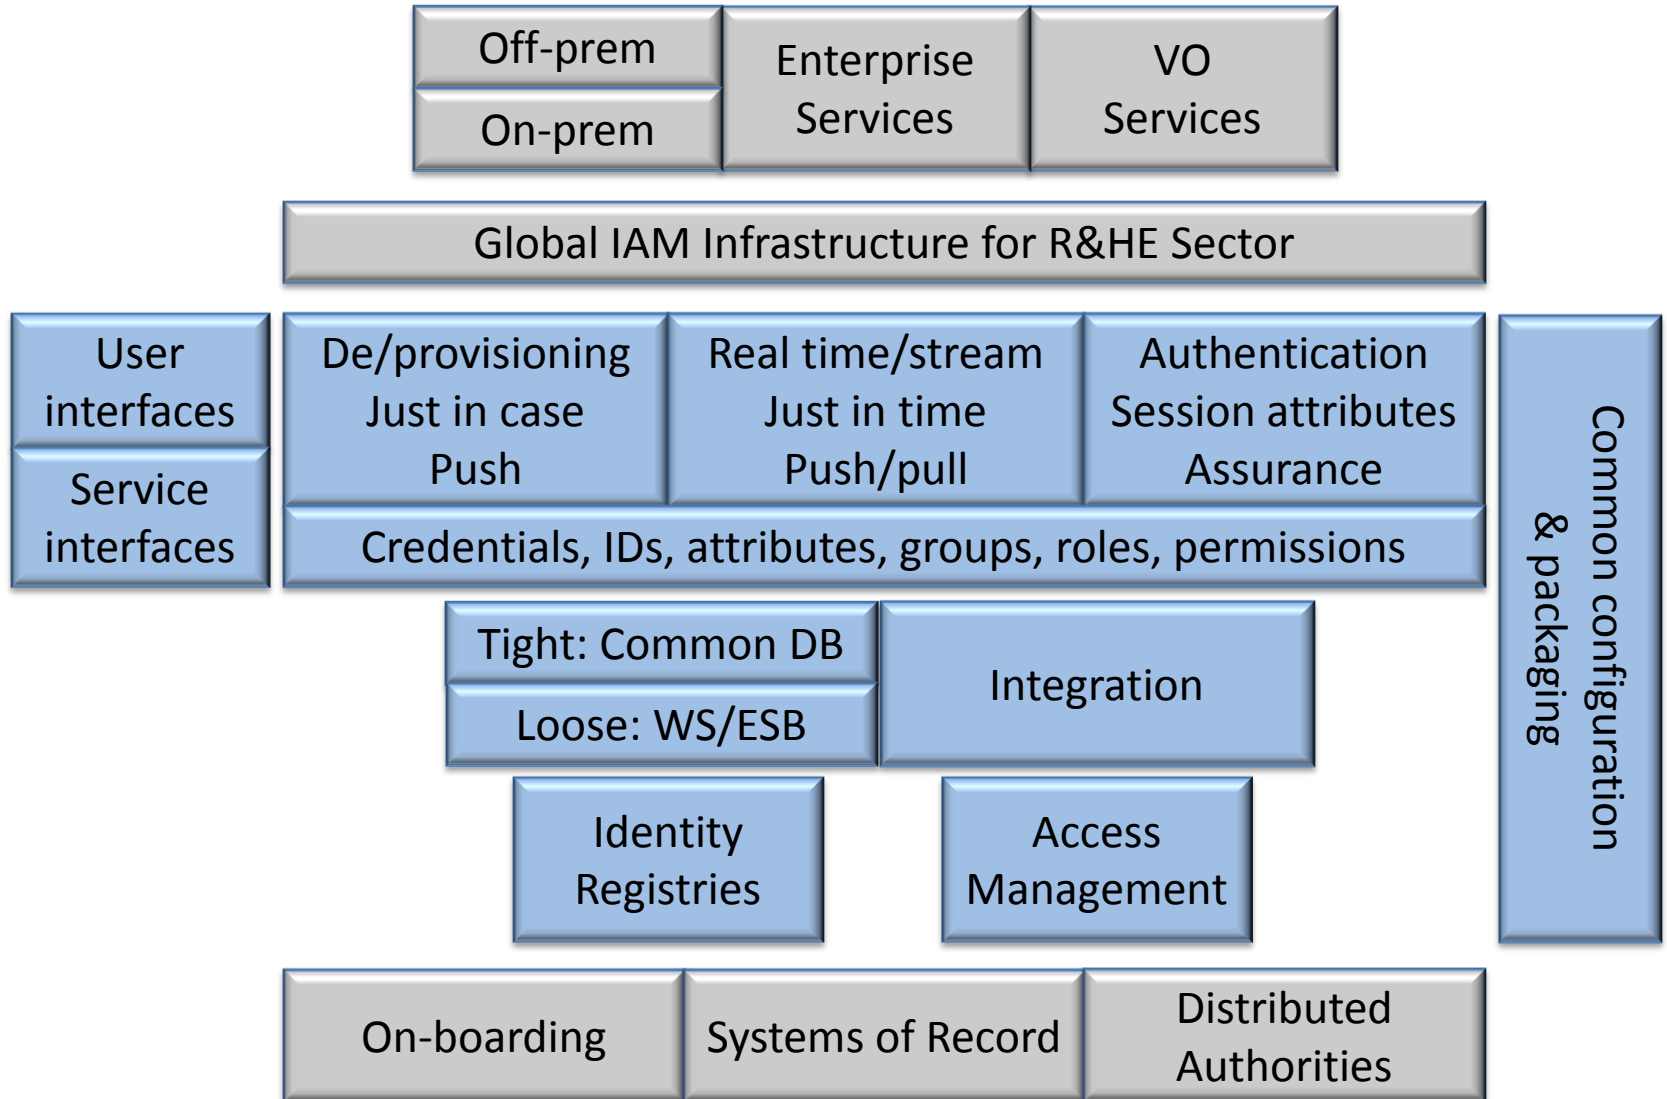 Off-prem
On-prem
Enterprise
Services
VO
Services
Global IAM Infrastructure for R&HE Sector
User
interfaces
Service
interfaces
De/provisioning
Just in case
Push
Real time/stream
Just in time
Push/pull
Authentication
Session attributes
Assurance
Credentials, IDs, attributes, groups, roles, permissions
Common configuration
& packaging
Tight: Common DB
Loose: WS/ESB
Integration
Identity
Registries
Access
Management
On-boarding
Systems of Record
Distributed
Authorities